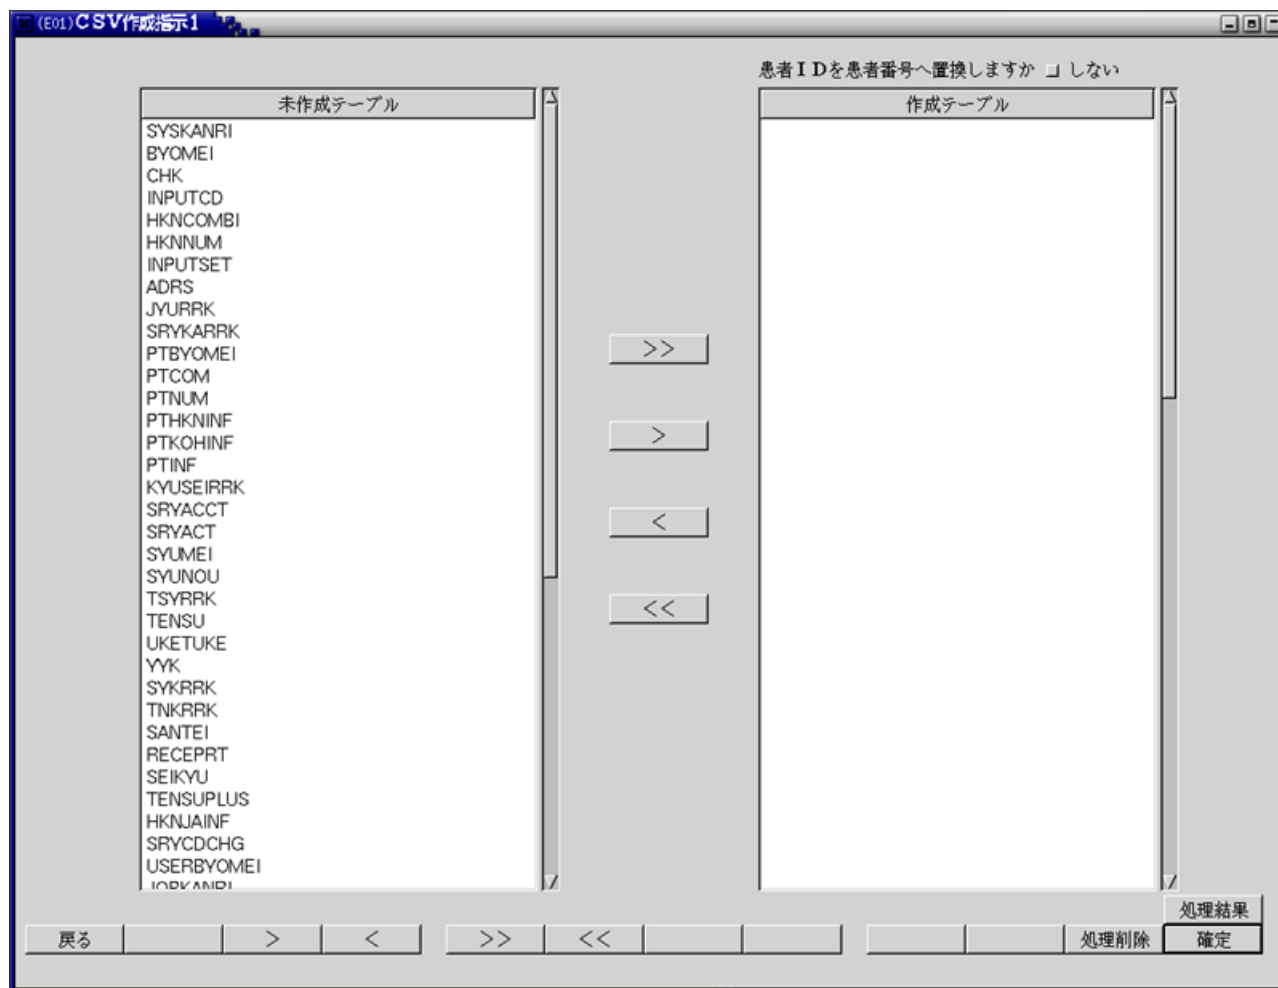 (E01)CSV作成指示1
患者IDを患者番号へ置換しますか しない
未作成テーブル
SYSKANRI
BYOMEI
CHK
INPUTCD
HKNCOMBI
HKNNUM
INPUTSET
ADRS
JYURRK
SRYKARRK
PTBYOMEI
PTCOM
PTNUM
PTHKNINF
PTKOHINF
PTINF
KYUSEIRRK
SRYACCT
SRYACT
SYUMEI
SYUNOU
TSYRRK
TENSU
UKETUKE
YYK
SYKRRK
TNKRRK
SANTEI
RECEPRT
SEIKYU
TENSUPLUS
HKNJAINF
SRYCDCHG
USERBYOMEI
JOBKANRI
>>
>
<
<<
作成テーブル
処理結果
戻る > < >> << 処理削除 確定